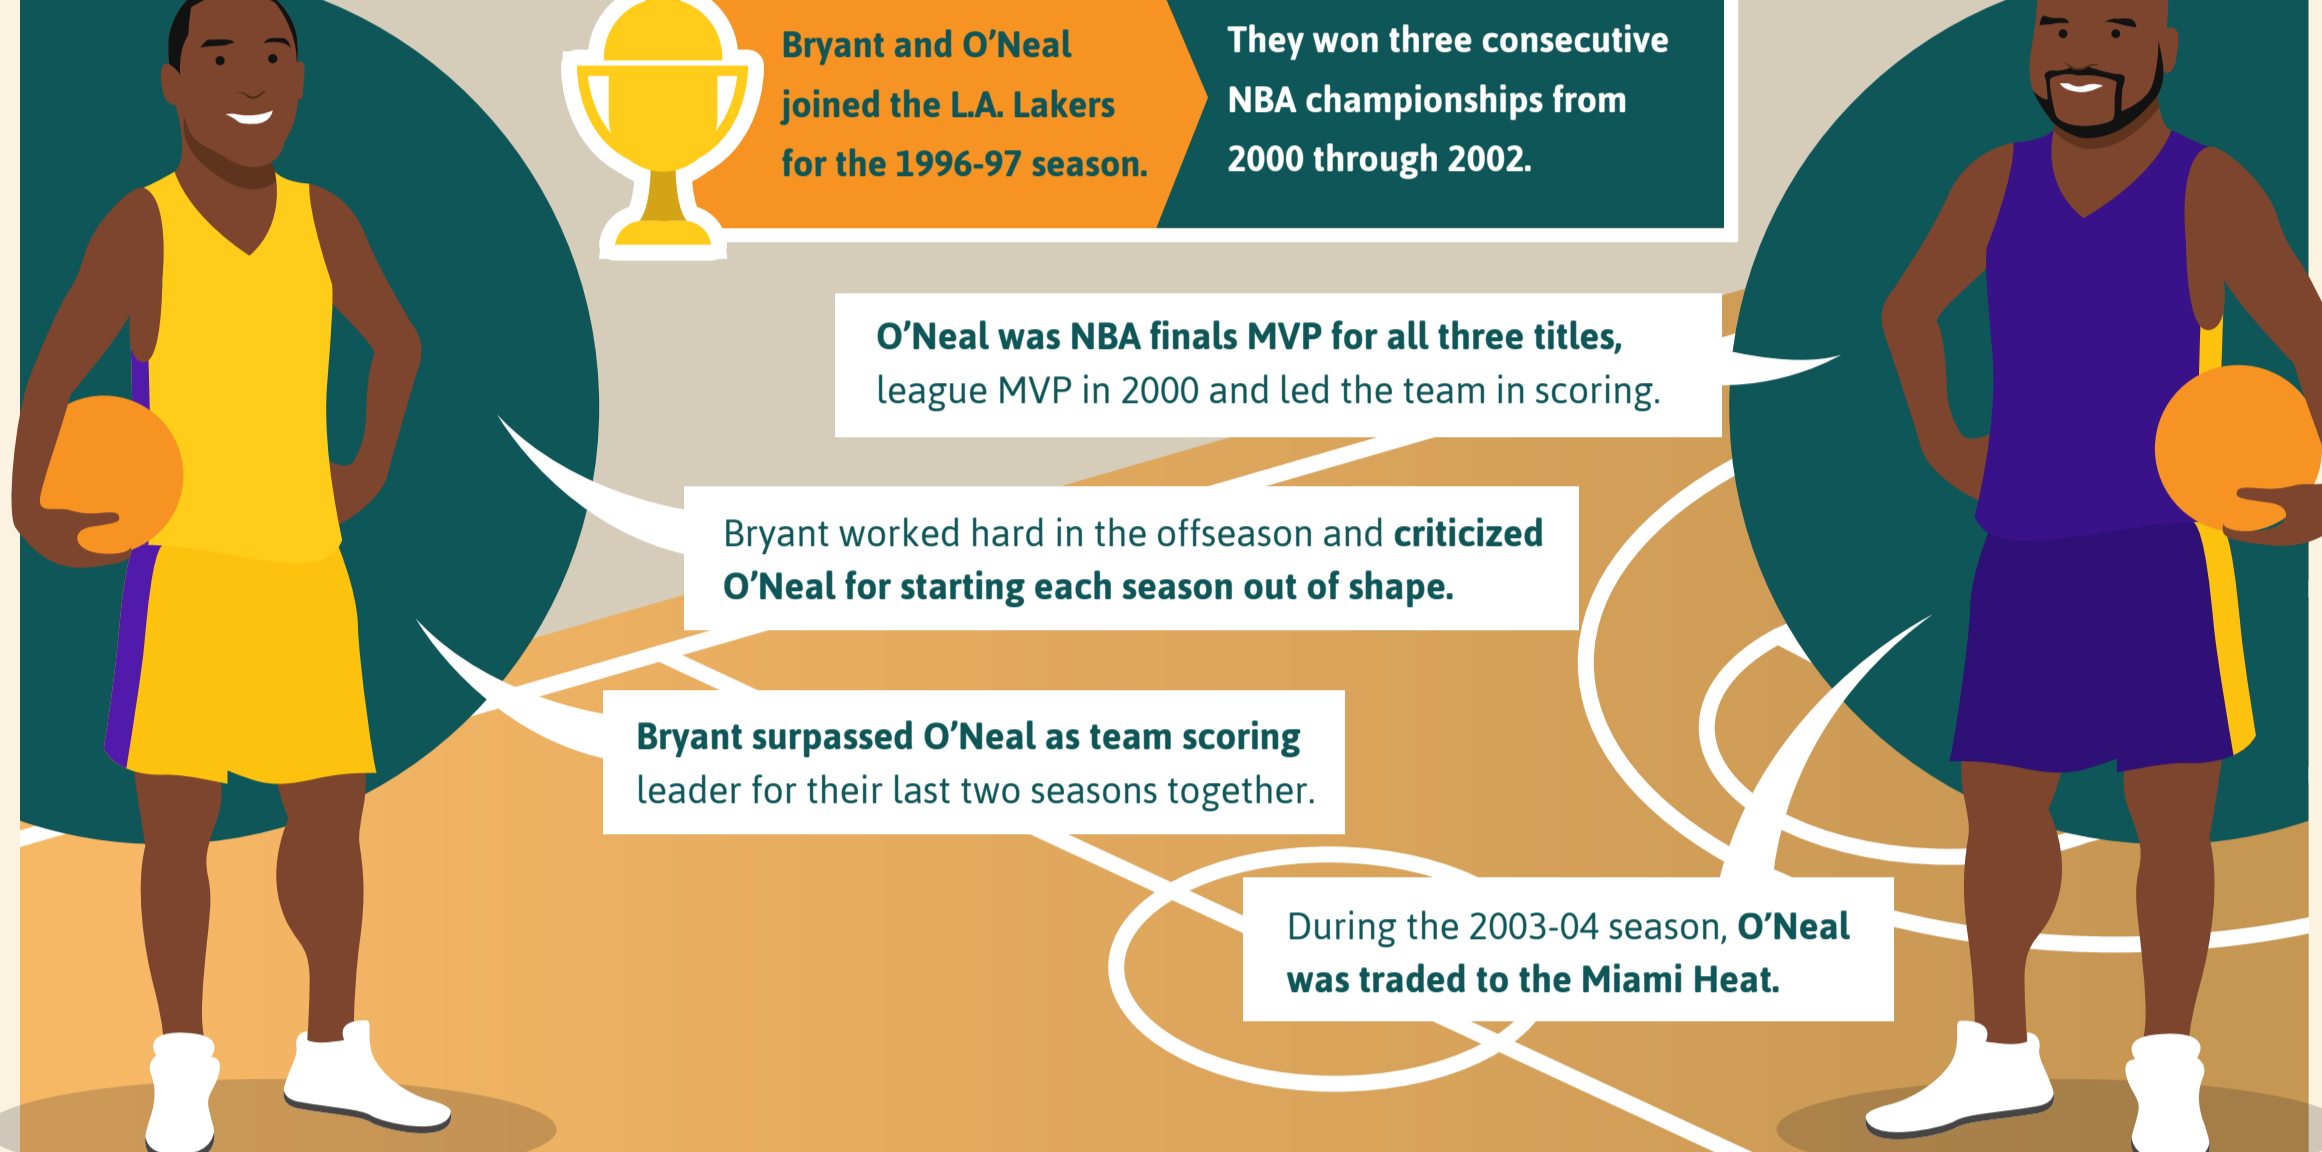 Bryant and O’Neal
joined the L.A. Lakers
for the 1996-97 season.
They won three consecutive
NBA championships from
2000 through 2002.
O’Neal was NBA finals MVP for all three titles,
league MVP in 2000 and led the team in scoring.
Bryant worked hard in the offseason and criticized
O’Neal for starting each season out of shape.
Bryant surpassed O’Neal as team scoring
leader for their last two seasons together.
During the 2003-04 season, O’Neal
was traded to the Miami Heat.